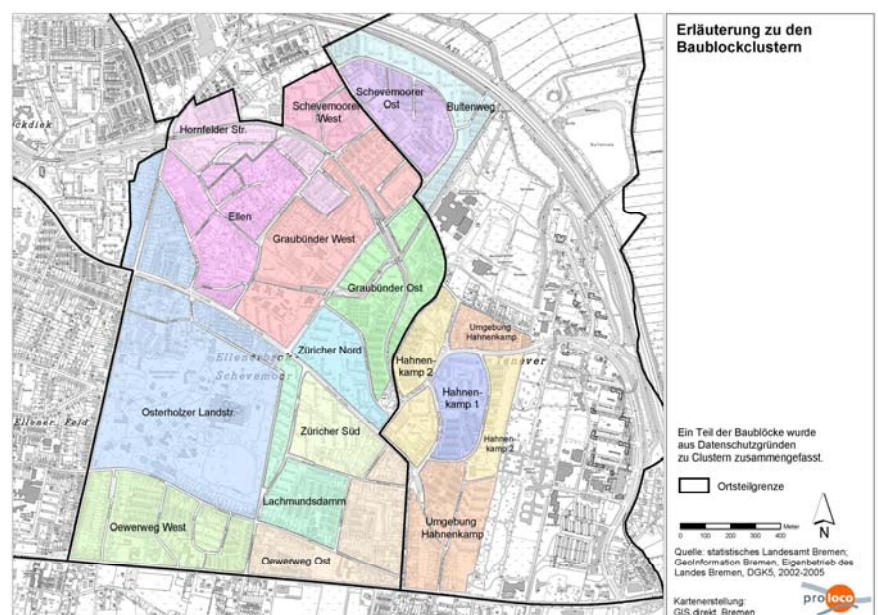 Erläuterung zu den
Baublockclustern
Schevemoorer
Ost
Schevemoorer
West
Bultenweg
Hornfelder Str.
Ellen
Graubünder West
Graubünder Ost
Umgebung
Hahnenkamp
Züricher Nord
Hahnen-
kamp 2
Tenever
Ellenerbrok
Schevemoor
Hahnen-
kamp 1
Osterholzer Landstr.
Ellener Feld
Züricher Süd
Hahnen-
kamp 2
Lachmundsdamm
Oewerweg West
Umgebung
Hahnenkamp
Oewerweg Ost
Ein Teil der Baublöcke wurde
aus Datenschutzgründen
zu Clustern zusammengefasst.
Ortsteilgrenze
0 100 200 300 400 Meter
N
Quelle: statistisches Landesamt Bremen;
GeoInformation Bremen, Eigenbetrieb des
Landes Bremen, DGK5, 2002-2005
Kartenerstellung:
GIS direkt, Bremen
proloco